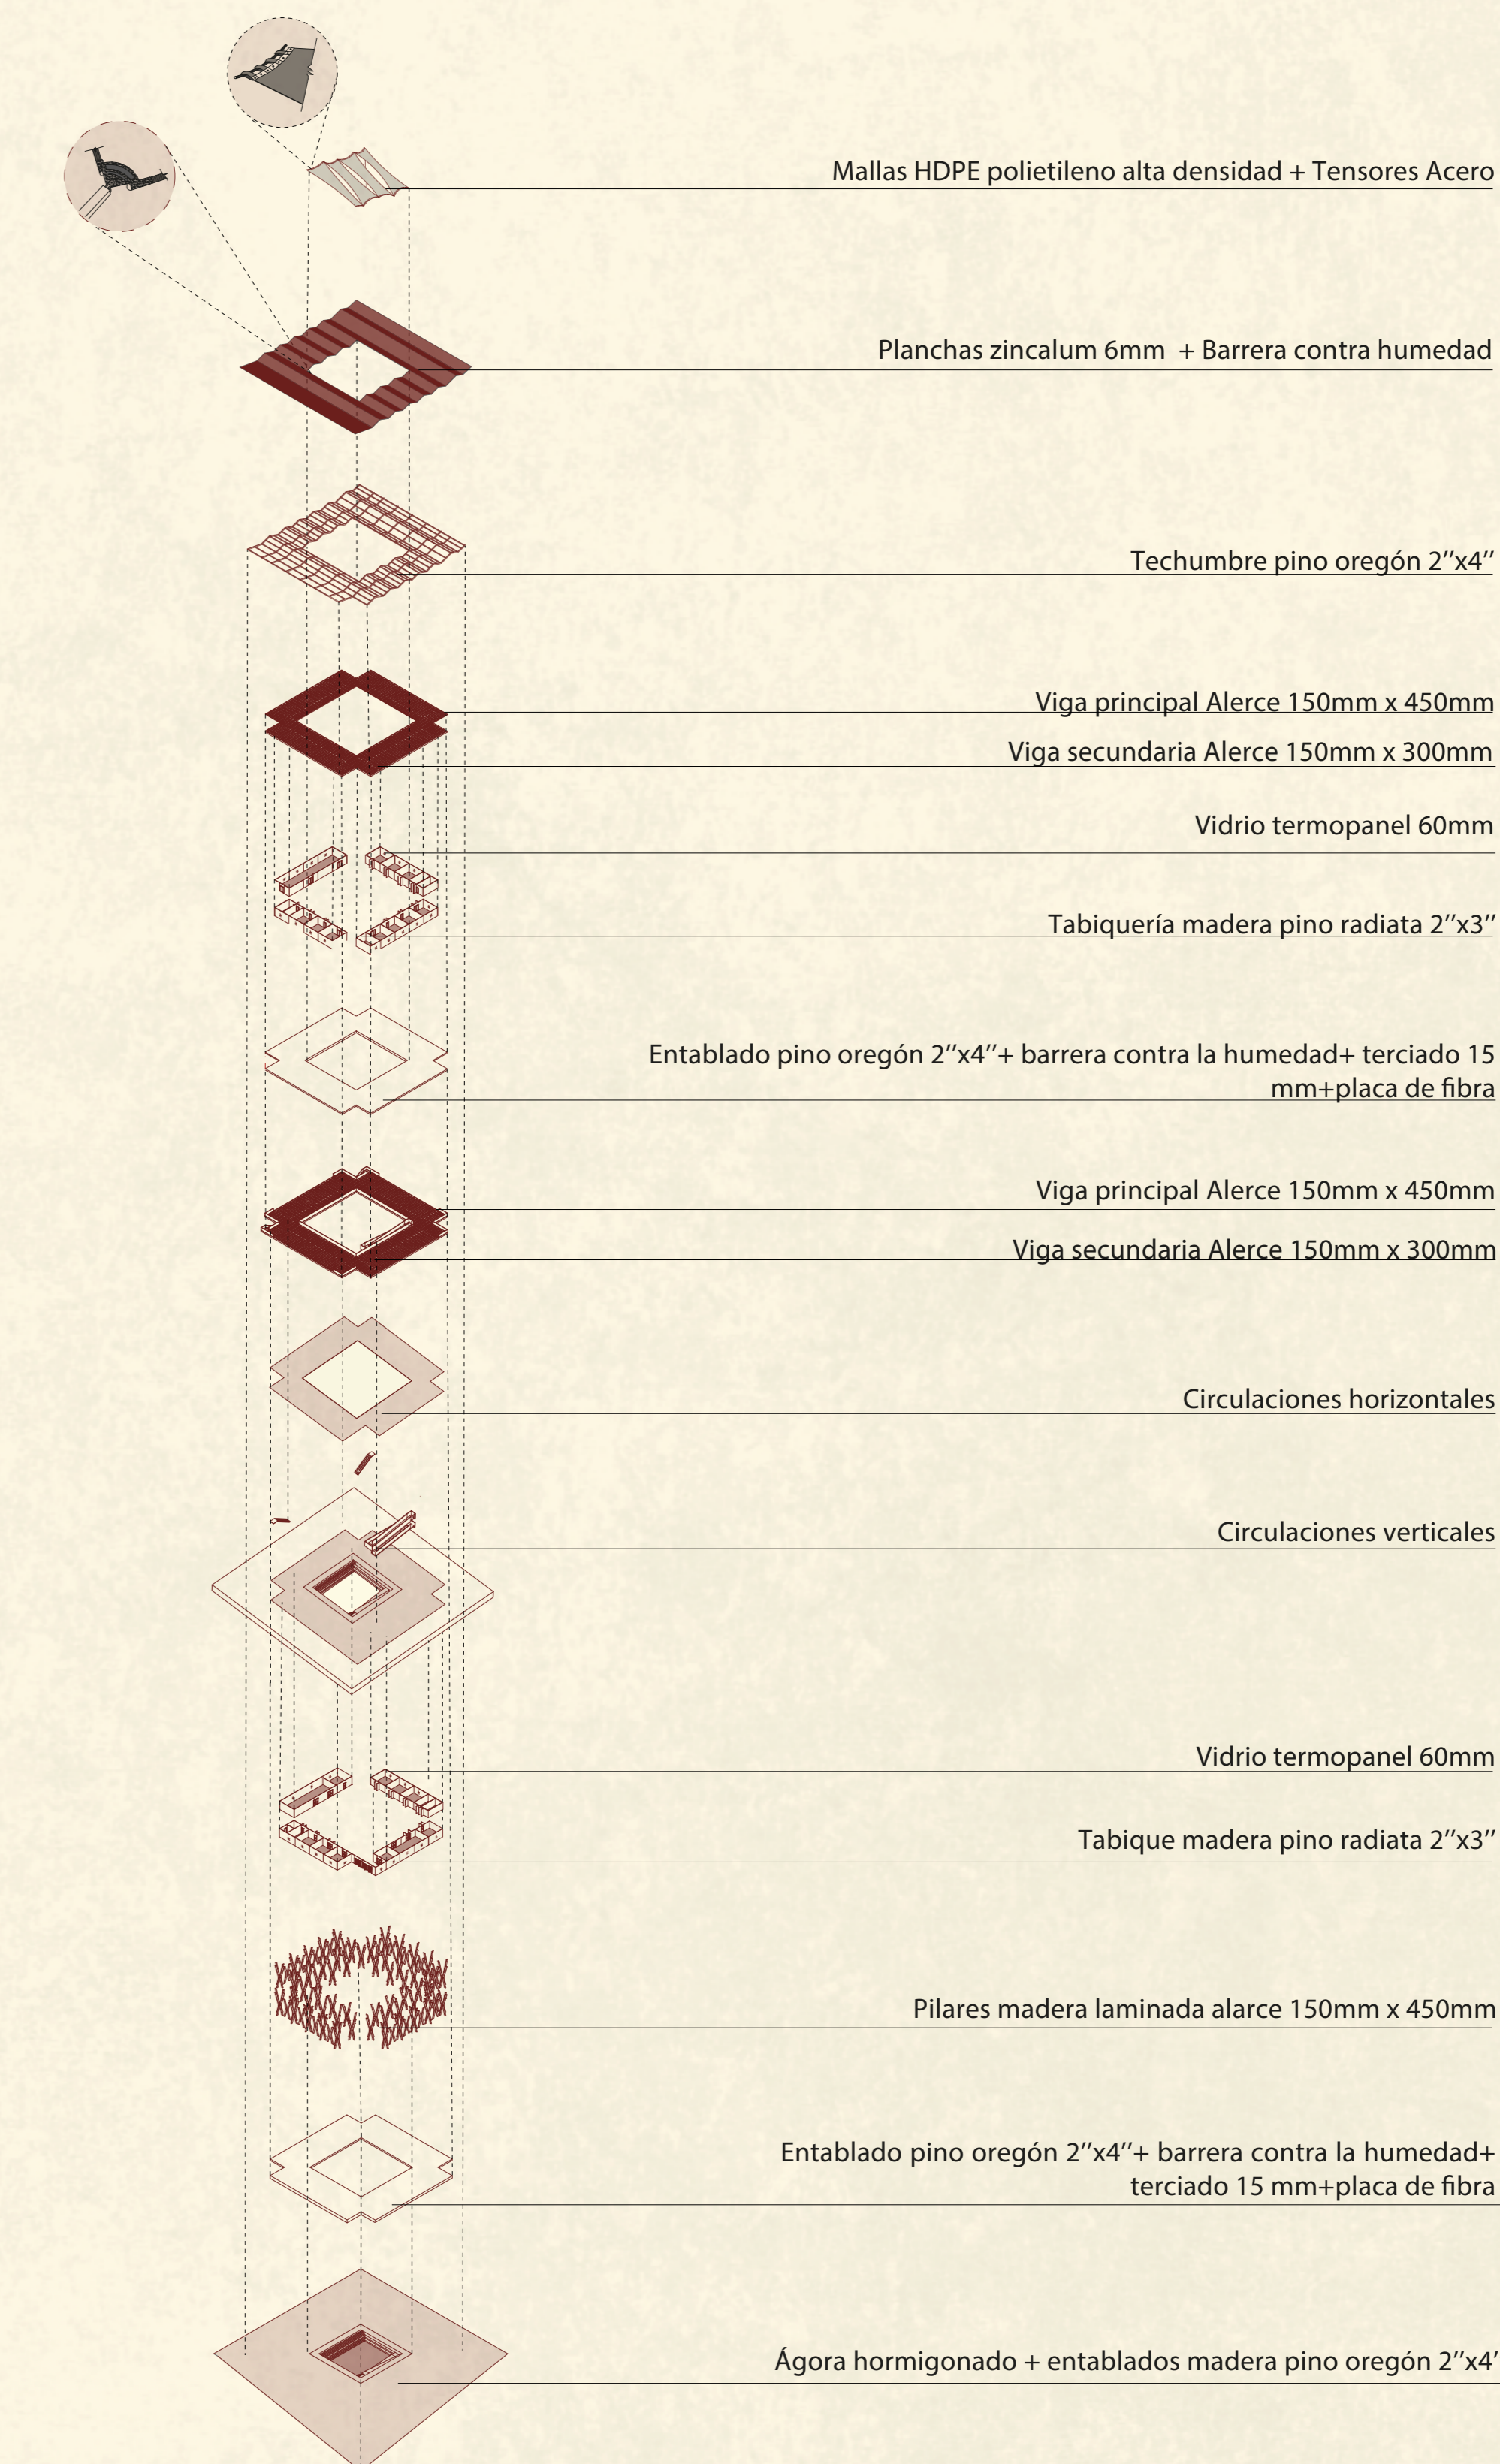 Mallas HDPE polietileno alta densidad + Tensores Acero
Planchas zincalum 6mm + Barrera contra humedad
Techumbre pino oregón 2’’x4’’
Viga principal Alerce 150mm x 450mm
Viga secundaria Alerce 150mm x 300mm
Vidrio termopanel 60mm
Tabiquería madera pino radiata 2’’x3’’
Entablado pino oregón 2’’x4’’+ barrera contra la humedad+ terciado 15
mm+placa de fibra
Viga principal Alerce 150mm x 450mm
Viga secundaria Alerce 150mm x 300mm
Circulaciones horizontales
Circulaciones verticales
Vidrio termopanel 60mm
Tabique madera pino radiata 2’’x3’’
Pilares madera laminada alarce 150mm x 450mm
Entablado pino oregón 2’’x4’’+ barrera contra la humedad+
terciado 15 mm+placa de fibra
Ágora hormigonado + entablados madera pino oregón 2’’x4’